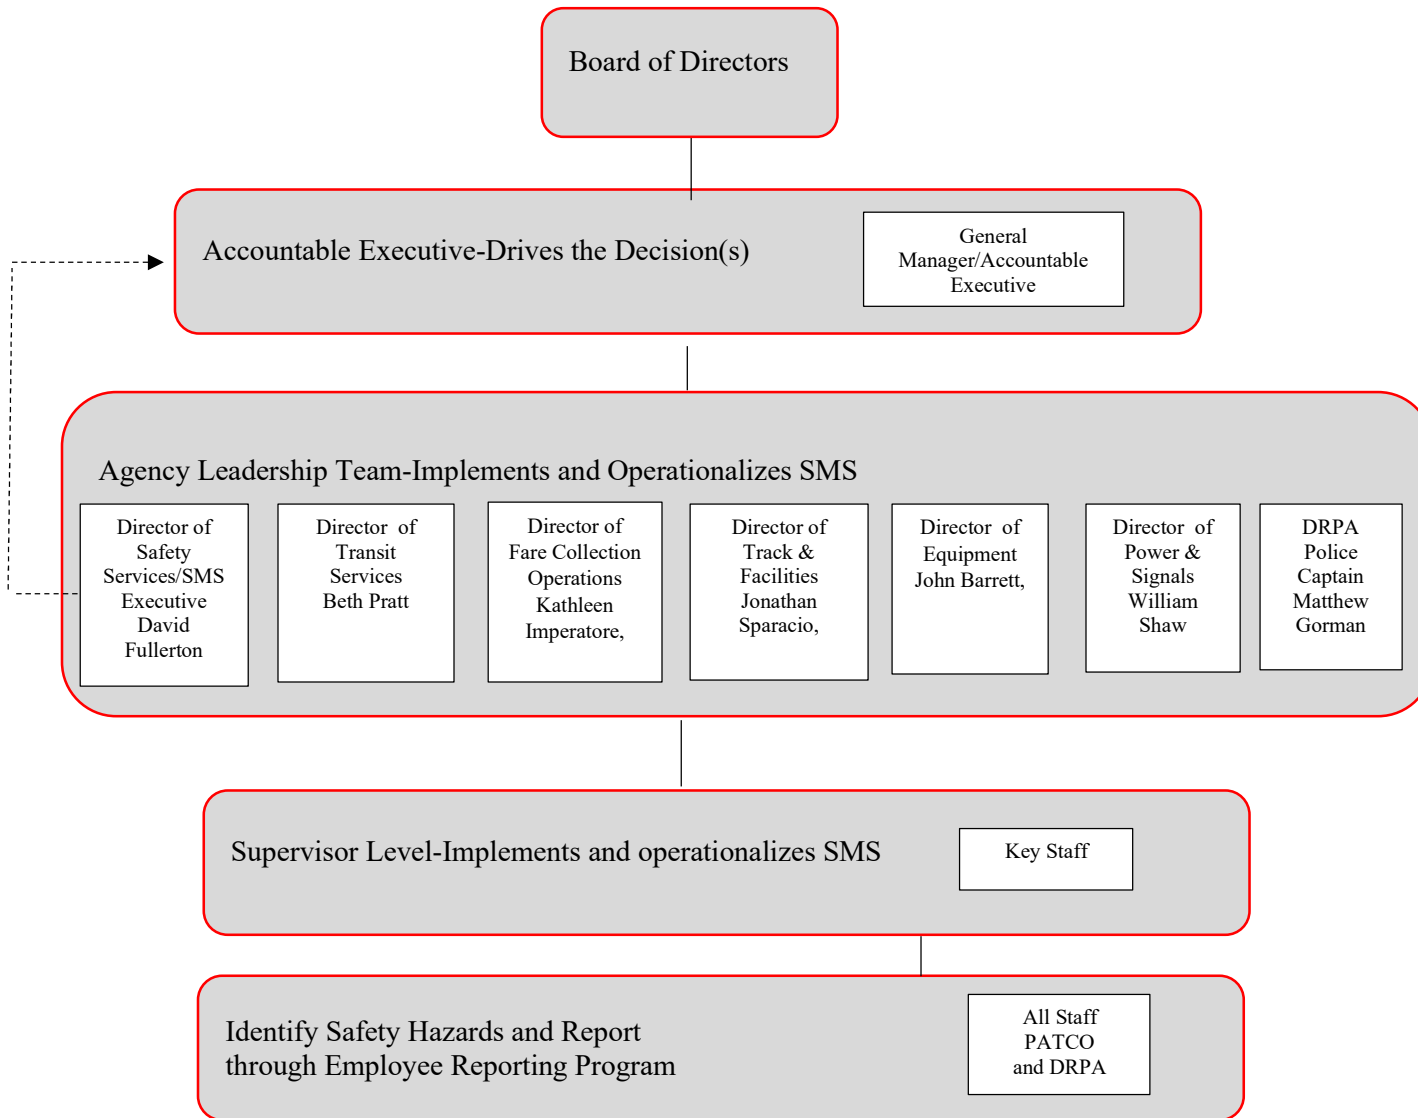 Board of Directors
Accountable Executive-Drives the Decision(s)
General
Manager/Accountable
Executive
Agency Leadership Team-Implements and Operationalizes SMS
Director of
Safety
Services/SMS
Executive
David
Fullerton
Director of
Transit
Services
Beth Pratt
Director of
Fare Collection
Operations
Kathleen
Imperatore,
Director of
Track &
Facilities
Jonathan
Sparacio,
Director of
Equipment
John Barrett,
Director of
Power &
Signals
William
Shaw
DRPA
Police
Captain
Matthew
Gorman
Supervisor Level-Implements and operationalizes SMS
Key Staff
Identify Safety Hazards and Report
through Employee Reporting Program
All Staff
PATCO
and DRPA